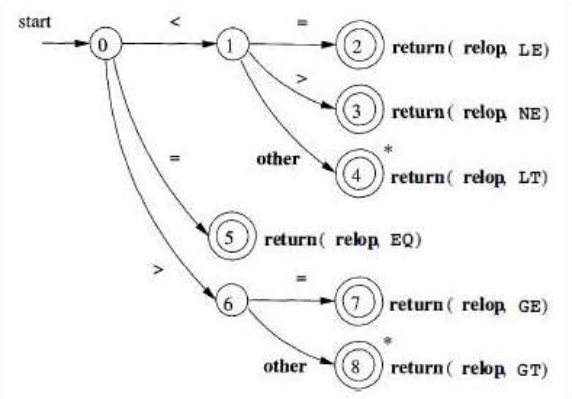 start
0 < 1 = 2 return( relop, LE)
> 3 return( relop, NE)
other 4 * return( relop, LT)
= 5 return( relop, EQ)
> 6 = 7 return( relop, GE)
other 8 * return( relop, GT)